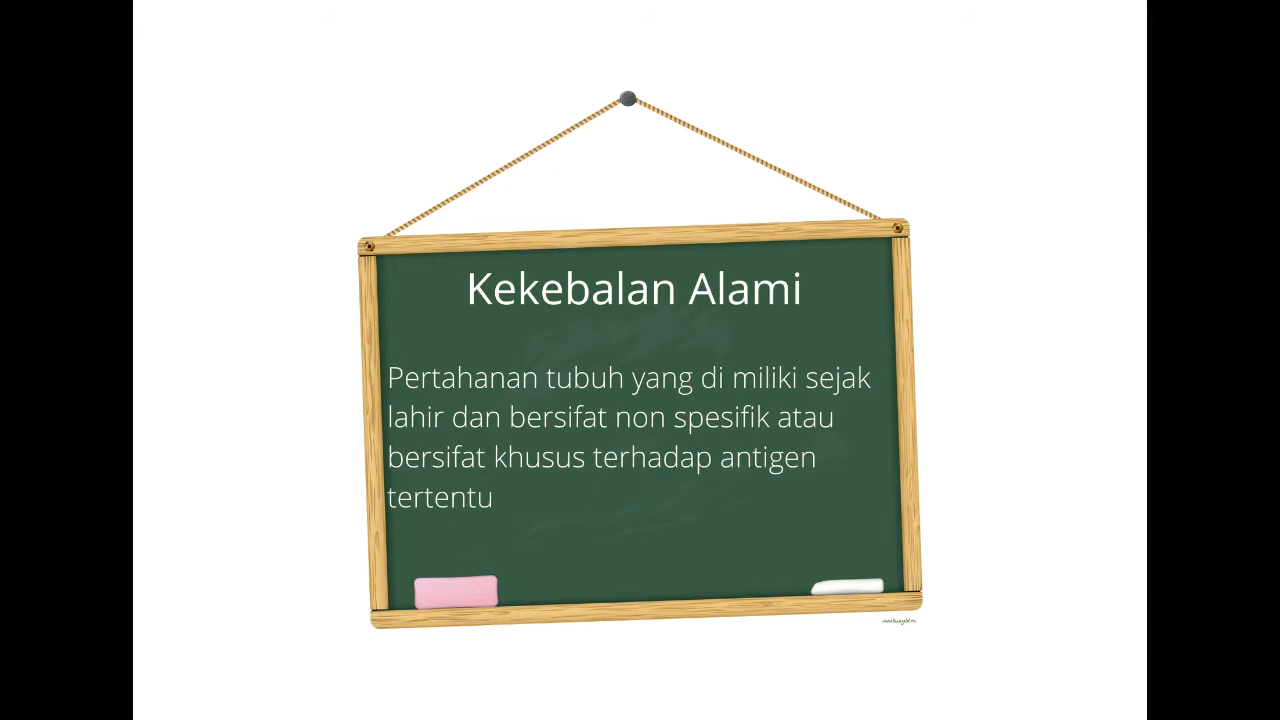 Kekebalan Alami
Pertahanan tubuh yang di miliki sejak
lahir dan bersifat non spesifik atau
bersifat khusus terhadap antigen
tertentu